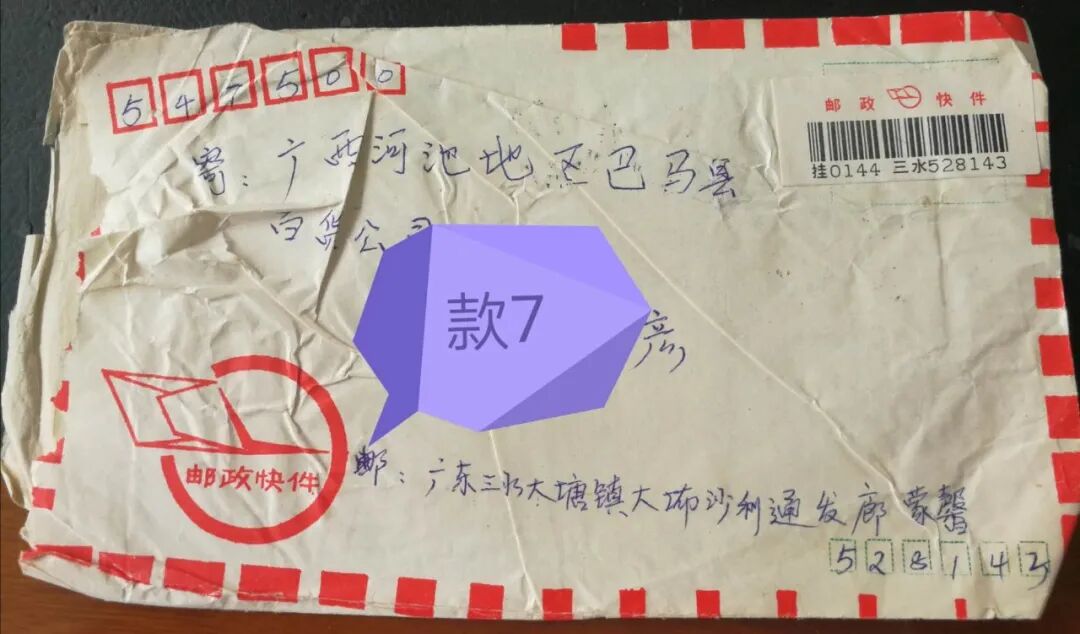 547500
邮政 快件
挂0144 三水528143
寄：广西河池地区巴马县
百货公司
款7
邮政快件
邮：广东三水大塘镇大布沙利通发廊 蒙馨
528143